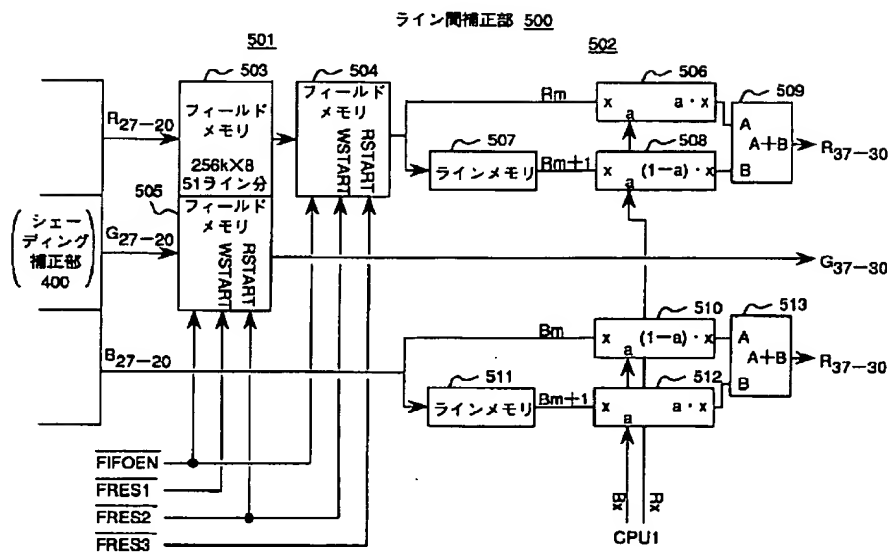 ライン間補正部 500
501
502
503
504
506
509
フィールド
メモリ
フィールド
メモリ
WSTART
RSTART
Rm
x
a・x
a
A
A+B
B
R27-20
256k×8
51ライン分
507
ラインメモリ
Rm+1
508
x
(1-a)・x
a
R37-30
505
フィールド
メモリ
WSTART
RSTART
シェー
ディング
補正部
400
G27-20
G37-30
510
513
B27-20
Bm
x
(1-a)・x
a
A
A+B
B
R37-30
511
ラインメモリ
Bm+1
512
x
a・x
a
FIFOEN
FRES1
FRES2
FRES3
Bx
Rx
CPU1